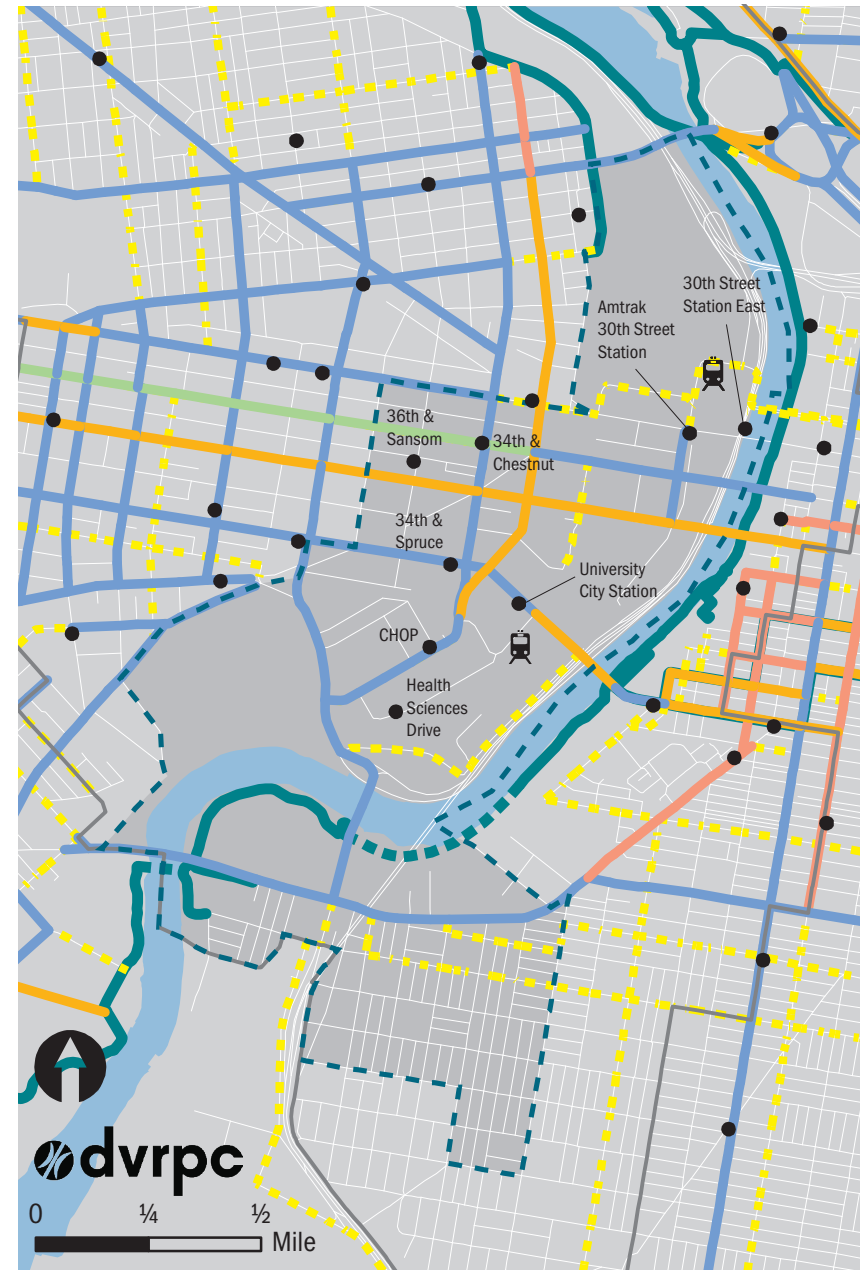 30th Street
Station East
Amtrak
30th Street
Station
36th &
Sansom
34th &
Chestnut
34th &
Spruce
University
City Station
CHOP
Health
Sciences
Drive
dvrpc
0 ¼ ½
Mile